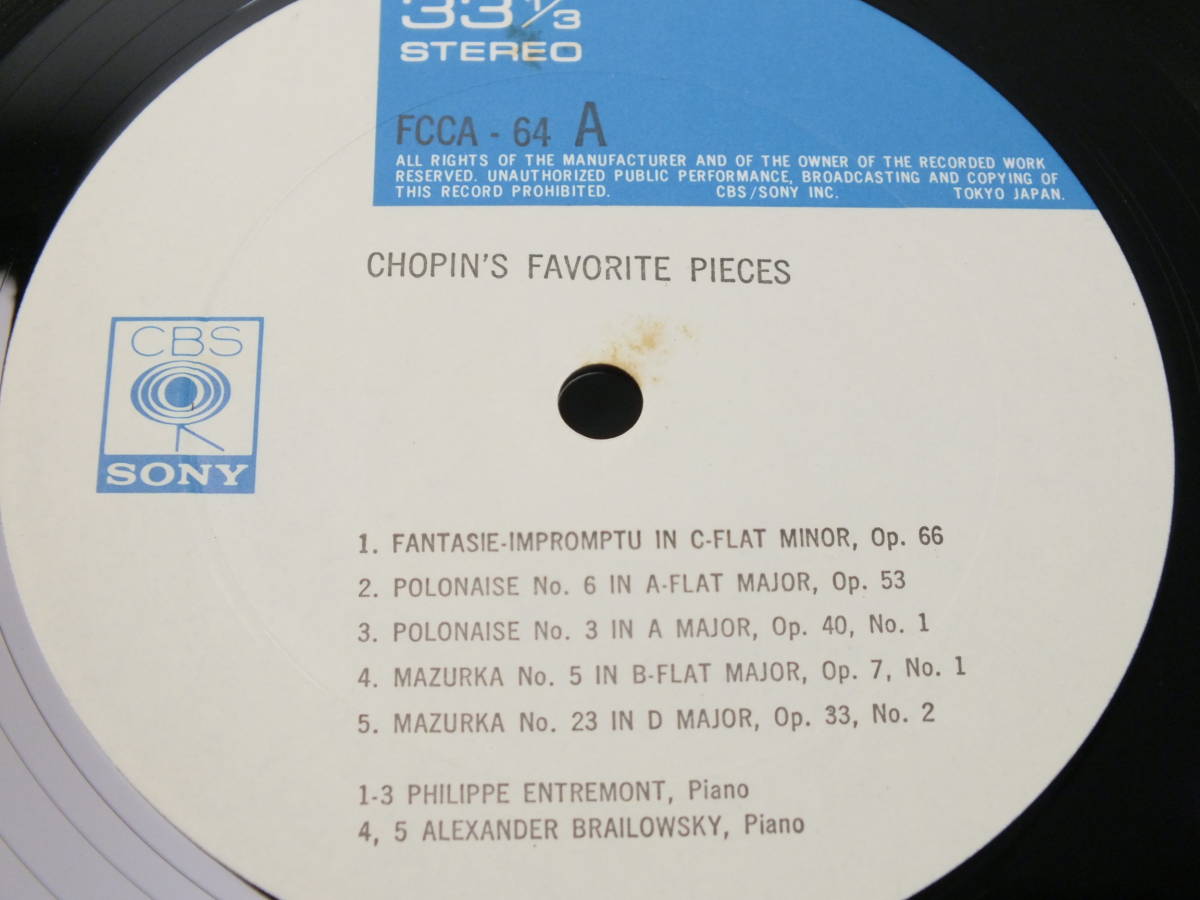 33 1/3
STEREO
FCCA - 64 A
ALL RIGHTS OF THE MANUFACTURER AND OF THE OWNER OF THE RECORDED WORK
RESERVED. UNAUTHORIZED PUBLIC PERFORMANCE, BROADCASTING AND COPYING OF
THIS RECORD PROHIBITED. CBS/SONY INC. TOKYO JAPAN.
CHOPIN'S FAVORITE PIECES
CBS
SONY
1. FANTASIE-IMPROMPTU IN C-FLAT MINOR, Op. 66
2. POLONAISE No. 6 IN A-FLAT MAJOR, Op. 53
3. POLONAISE No. 3 IN A MAJOR, Op. 40, No. 1
4. MAZURKA No. 5 IN B-FLAT MAJOR, Op. 7, No. 1
5. MAZURKA No. 23 IN D MAJOR, Op. 33, No. 2
1-3 PHILIPPE ENTREMONT, Piano
4, 5 ALEXANDER BRAILOWSKY, Piano